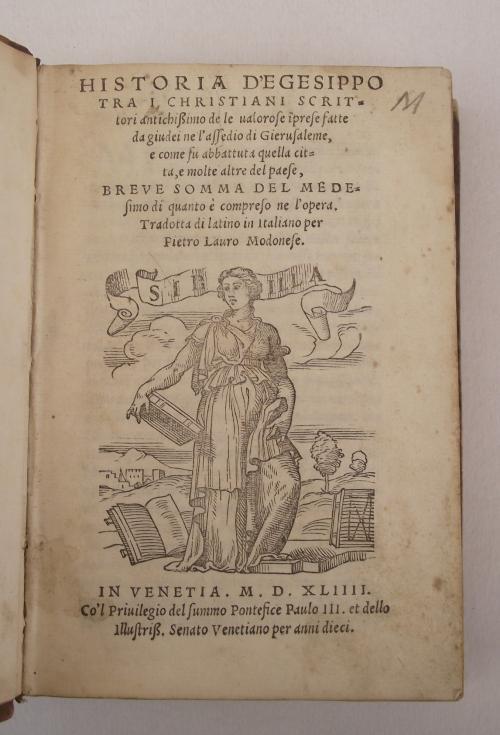 HISTORIA D'EGESIPPO
TRA I CHRISTIANI SCRIT=
tori antichißimo de le ualorose īprese fatte
da giudei ne l'assedio di Gierusaleme,
e come fu abbattuta quella cit=
ta, e molte altre del paese,
BREVE SOMMA DEL MEDE=
simo di quanto è compreso ne l'opera.
Tradotta di latino in Italiano per
Pietro Lauro Modonese.
SIBILLA
IN VENETIA. M. D. XLIIII.
Co'l Priuilegio del summo Pontefice Paulo III. et dello
Illustriß. Senato Venetiano per anni dieci.